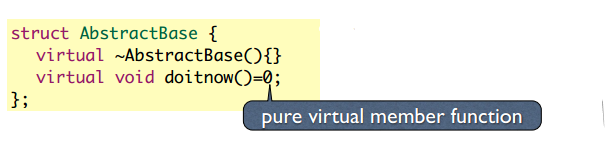 struct AbstractBase {
virtual ~AbstractBase(){}
virtual void doitnow()=0;
};
pure virtual member function